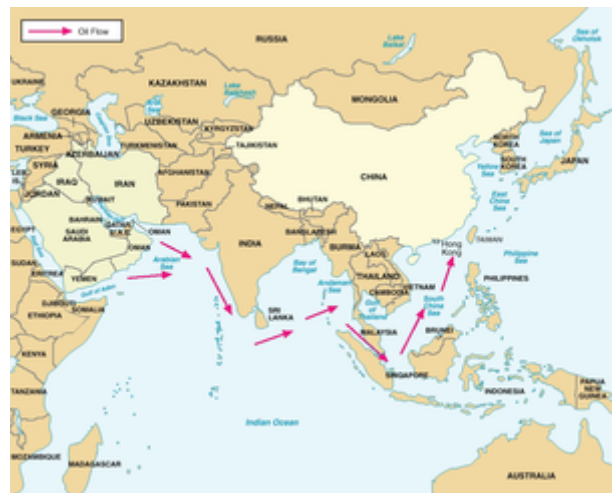 Oil Flow
RUSSIA
Lake
Baikal
Sea of
Okhotsk
UKRAINE
KAZAKHSTAN
Lake
Balkhash
MONGOLIA
Aral
Sea
Black Sea
GEORGIA
UZBEKISTAN
KYRGYZSTAN
NORTH
KOREA
Sea of
Japan
ARMENIA
AZERBAIJAN
TURKMENISTAN
TAJIKISTAN
TURKEY
SOUTH
KOREA
JAPAN
SYRIA
CHINA
Yellow
Sea
IRAQ
IRAN
AFGHANISTAN
JORDAN
KUWAIT
East
China
Sea
PAKISTAN
NEPAL
BHUTAN
BAHRAIN
QATAR
U.A.E.
OMAN
SAUDI
ARABIA
OMAN
EGYPT
INDIA
BANGLADESH
BURMA
LAOS
TAIWAN
Hong
Kong
Philippine
Sea
Arabian
Sea
Bay of
Bengal
SUDAN
ERITREA
YEMEN
THAILAND
VIETNAM
PHILIPPINES
Gulf of Aden
Andaman
Sea
CAMBODIA
DJIBOUTI
SOMALIA
Gulf
of
Thailand
South
China Sea
ETHIOPIA
SRI
LANKA
MALAYSIA
BRUNEI
KENYA
SINGAPORE
TANZANIA
INDONESIA
PAPUA
NEW
GUINEA
Indian Ocean
MOZAMBIQUE
MADAGASCAR
AUSTRALIA